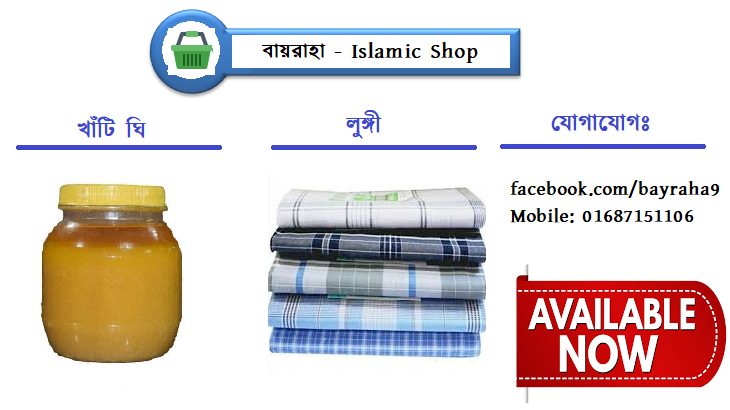 বায়রাহা - Islamic Shop
খাঁটি ঘি
লুঙ্গী
যোগাযোগঃ
facebook.com/bayraha9
Mobile: 01687151106
AVAILABLE
NOW